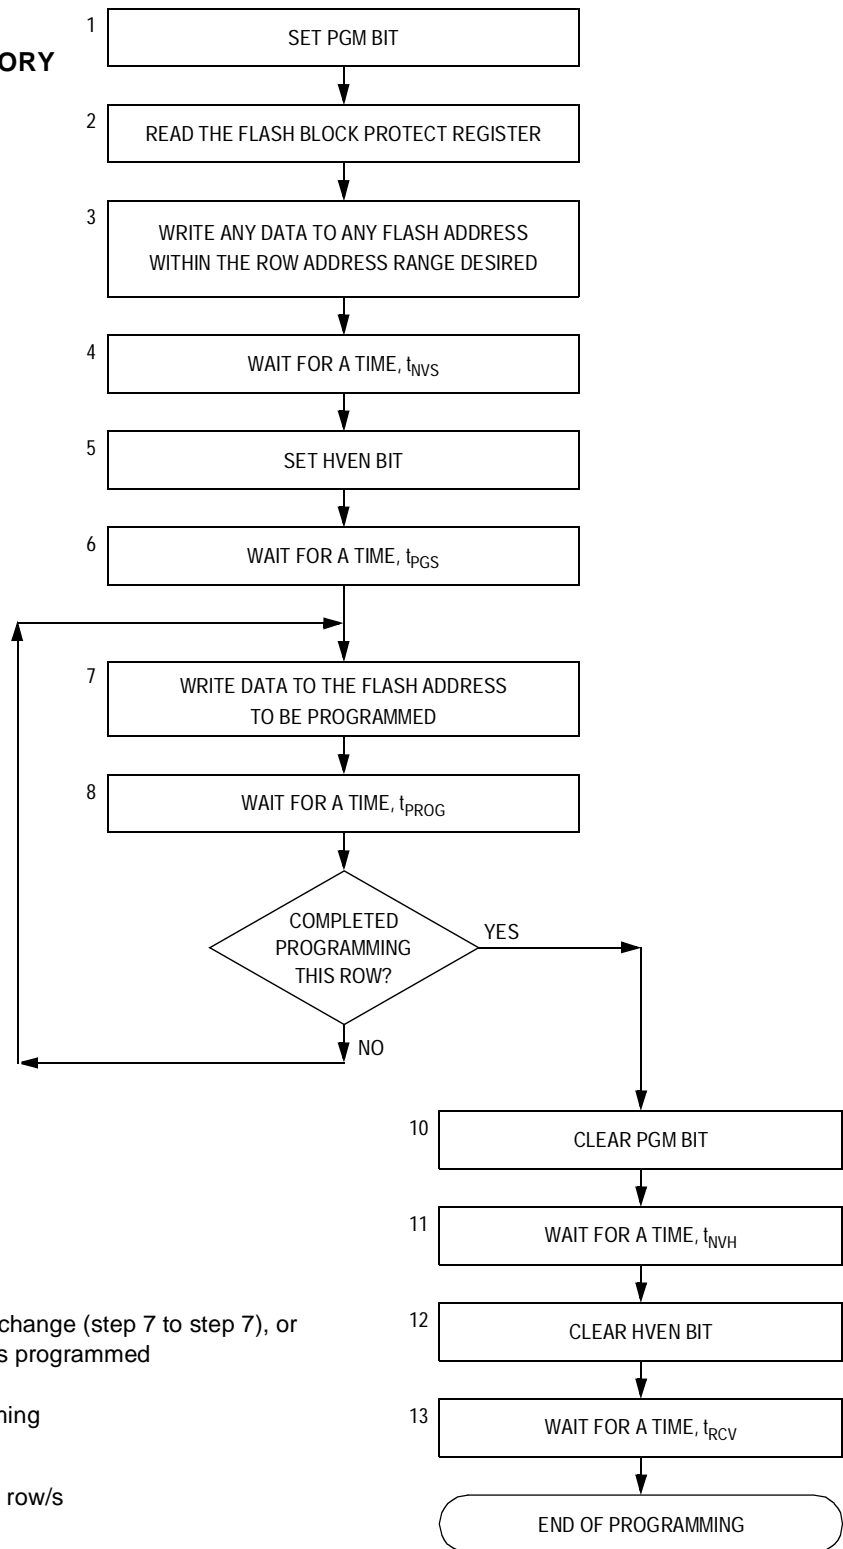 1
SET PGM BIT
ORY
2
READ THE FLASH BLOCK PROTECT REGISTER
3
WRITE ANY DATA TO ANY FLASH ADDRESS
WITHIN THE ROW ADDRESS RANGE DESIRED
4
WAIT FOR A TIME, tNVS
5
SET HVEN BIT
6
WAIT FOR A TIME, tPGS
7
WRITE DATA TO THE FLASH ADDRESS
TO BE PROGRAMMED
8
WAIT FOR A TIME, tPROG
COMPLETED
PROGRAMMING
THIS ROW?
YES
NO
10
CLEAR PGM BIT
11
WAIT FOR A TIME, tNVH
12
CLEAR HVEN BIT
13
WAIT FOR A TIME, tRCV
END OF PROGRAMMING
change (step 7 to step 7), or
s programmed
ning
row/s